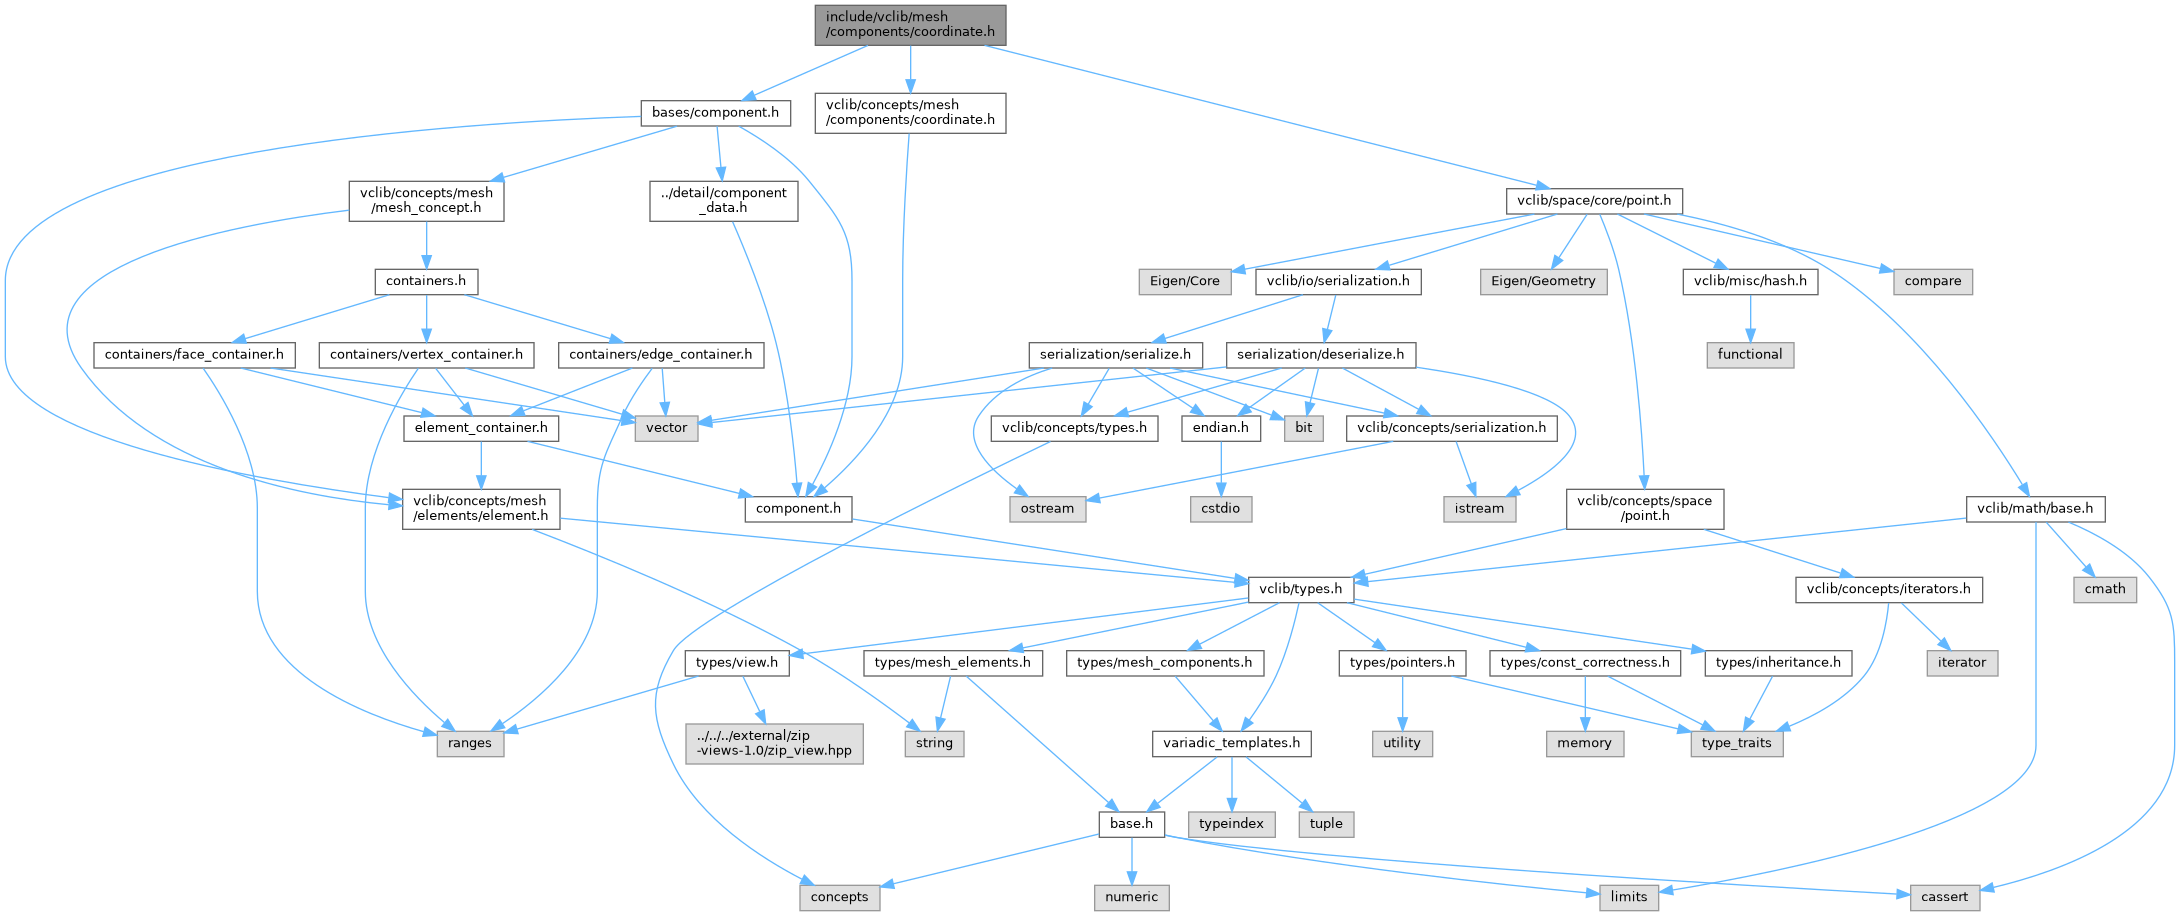 include/vclib/mesh
/components/coordinate.h
bases/component.h
vclib/concepts/mesh
/components/coordinate.h
vclib/concepts/mesh
/mesh_concept.h
../detail/component
_data.h
vclib/space/core/point.h
containers.h
Eigen/Core
vclib/io/serialization.h
Eigen/Geometry
vclib/misc/hash.h
compare
containers/face_container.h
containers/vertex_container.h
containers/edge_container.h
serialization/serialize.h
serialization/deserialize.h
functional
element_container.h
vector
vclib/concepts/types.h
endian.h
bit
vclib/concepts/serialization.h
vclib/concepts/mesh
/elements/element.h
component.h
ostream
cstdio
istream
vclib/concepts/space
/point.h
vclib/math/base.h
vclib/types.h
vclib/concepts/iterators.h
cmath
types/view.h
types/mesh_elements.h
types/mesh_components.h
types/pointers.h
types/const_correctness.h
types/inheritance.h
iterator
ranges
../../../external/zip
-views-1.0/zip_view.hpp
string
variadic_templates.h
utility
memory
type_traits
base.h
typeindex
tuple
concepts
numeric
limits
cassert